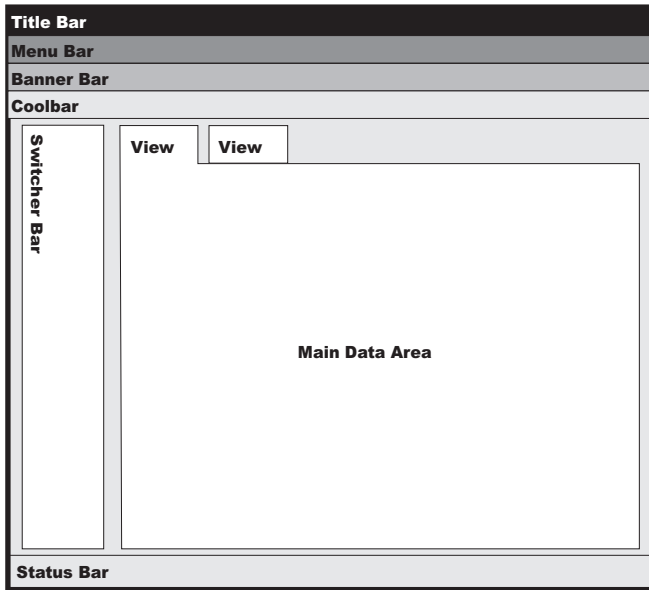 Title Bar
Menu Bar
Banner Bar
Coolbar
Switcher Bar
View
View
Main Data Area
Status Bar